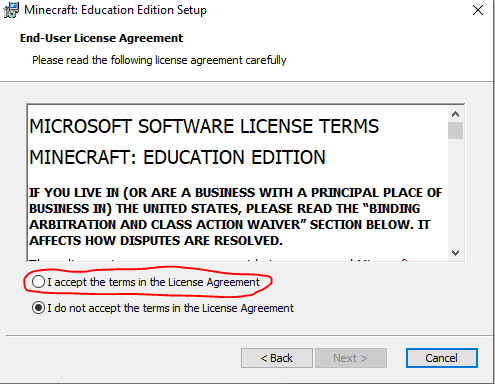 Minecraft: Education Edition Setup
End-User License Agreement
Please read the following license agreement carefully
MICROSOFT SOFTWARE LICENSE TERMS
MINECRAFT: EDUCATION EDITION
IF YOU LIVE IN (OR ARE A BUSINESS WITH A PRINCIPAL PLACE OF
BUSINESS IN) THE UNITED STATES, PLEASE READ THE “BINDING
ARBITRATION AND CLASS ACTION WAIVER” SECTION BELOW. IT
AFFECTS HOW DISPUTES ARE RESOLVED.
I accept the terms in the License Agreement
I do not accept the terms in the License Agreement
< Back Next > Cancel